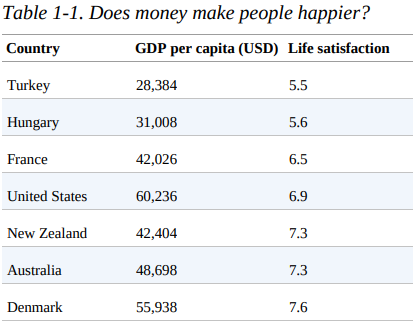 Table 1-1. Does money make people happier?
Country GDP per capita (USD) Life satisfaction
Turkey 28,384 5.5
Hungary 31,008 5.6
France 42,026 6.5
United States 60,236 6.9
New Zealand 42,404 7.3
Australia 48,698 7.3
Denmark 55,938 7.6